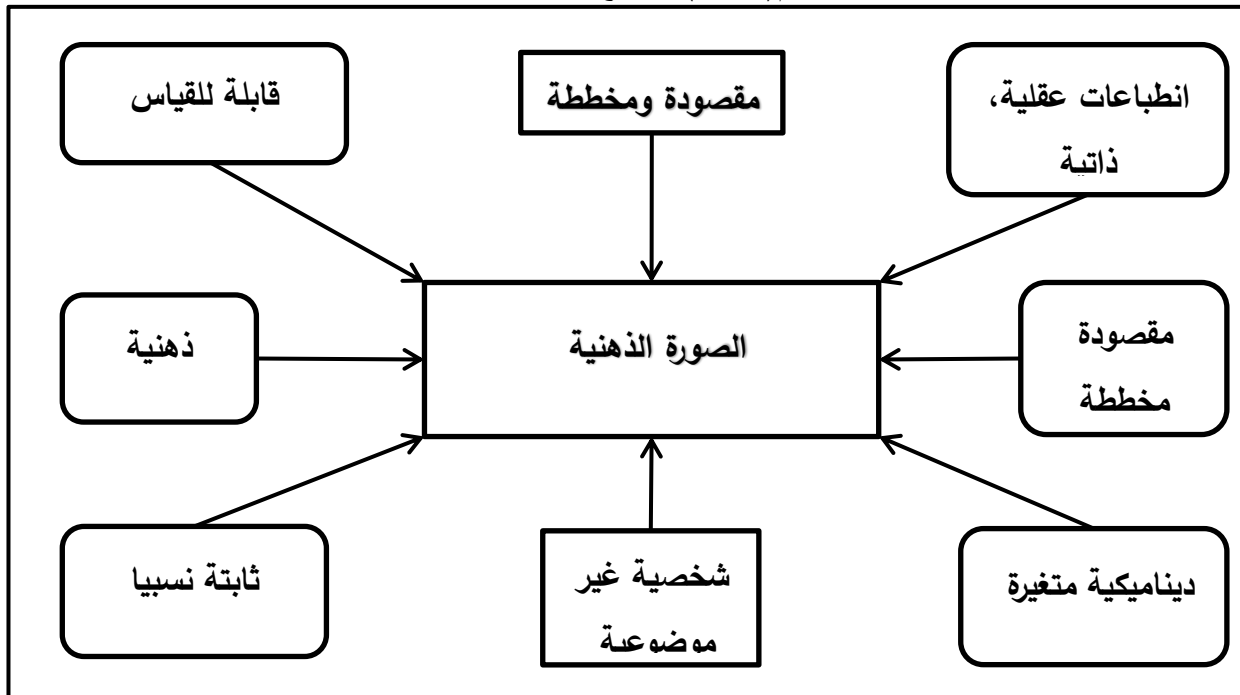 انطباعات عقلية،
ذاتية
مقصودة ومخططة
قابلة للقياس
مقصودة
مخططة
الصورة الذهنية
ذهنية
ديناميكية متغيرة
شخصية غير
موضوعية
ثابتة نسبيا